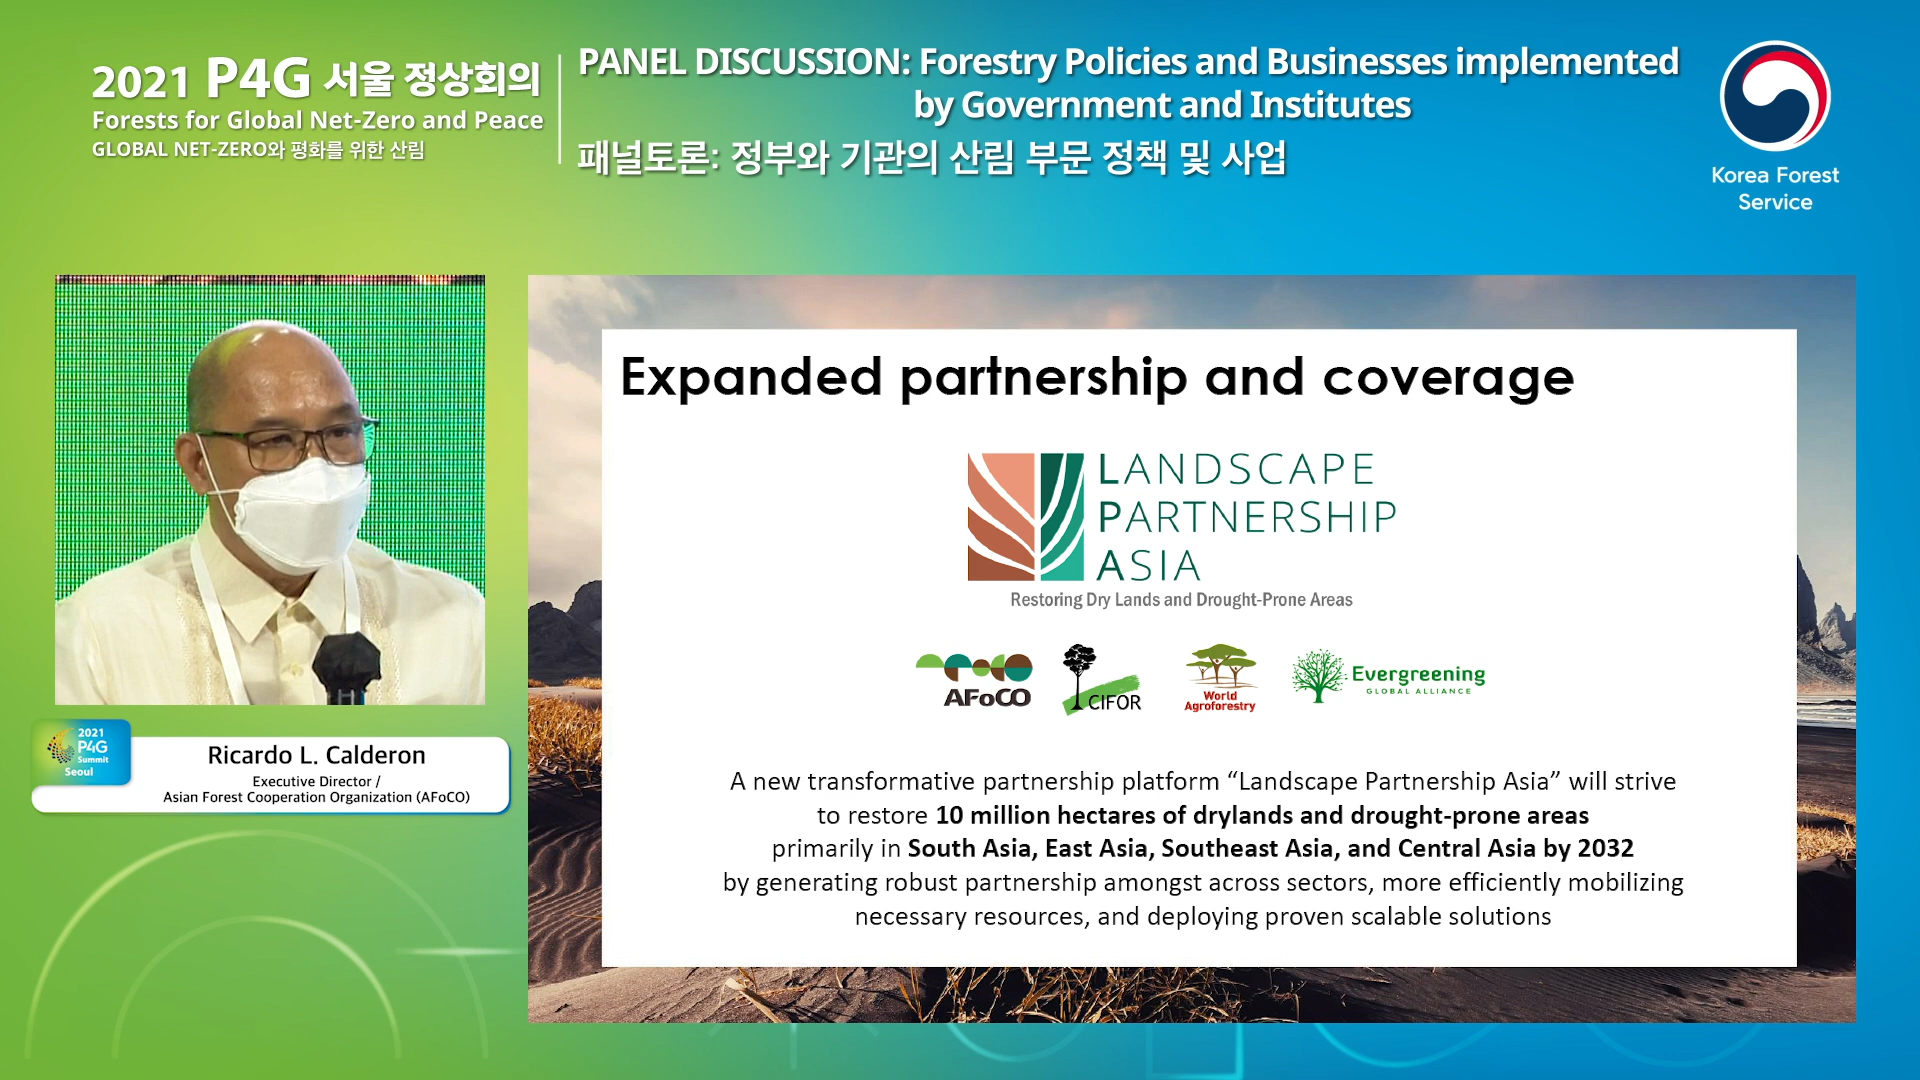 2021 P4G 서울 정상회의
Forests for Global Net-Zero and Peace
GLOBAL NET-ZERO와 평화를 위한 산림
PANEL DISCUSSION: Forestry Policies and Businesses implemented
by Government and Institutes
패널토론: 정부와 기관의 산림 부문 정책 및 사업
Korea Forest
Service
Expanded partnership and coverage
LANDSCAPE
PARTNERSHIP
ASIA
Restoring Dry Lands and Drought-Prone Areas
AFoCO
CIFOR
World
Agroforestry
Evergreening
GLOBAL ALLIANCE
A new transformative partnership platform “Landscape Partnership Asia” will strive
to restore 10 million hectares of drylands and drought-prone areas
primarily in South Asia, East Asia, Southeast Asia, and Central Asia by 2032
by generating robust partnership amongst across sectors, more efficiently mobilizing
necessary resources, and deploying proven scalable solutions
2021
P4G
Summit
Seoul
Ricardo L. Calderon
Executive Director /
Asian Forest Cooperation Organization (AFoCO)